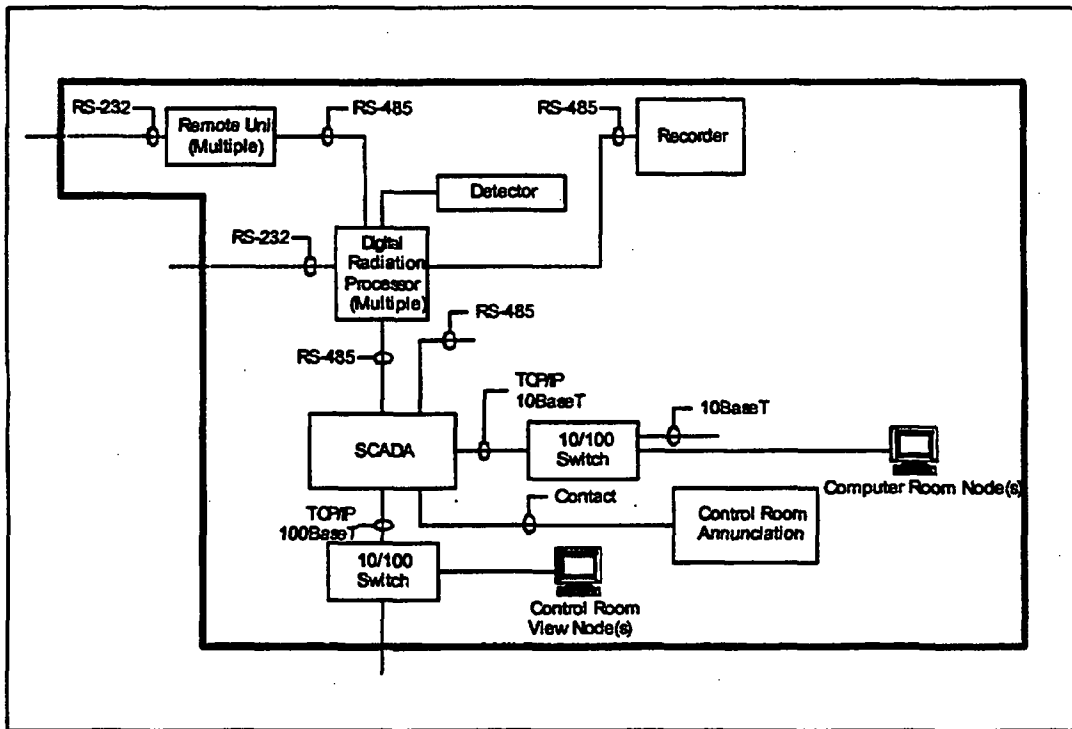 RS-232
RS-485
RS-485
Remote Unit
(Multiple)
Recorder
Detector
RS-232
Digital
Radiation
Processor
(Multiple)
RS-485
RS-485
TCP/IP
10BaseT
10BaseT
SCADA
10/100
Switch
Computer Room Node(s)
Contact
Control Room
Annunciation
TCP/IP
100BaseT
10/100
Switch
Control Room
View Node(s)